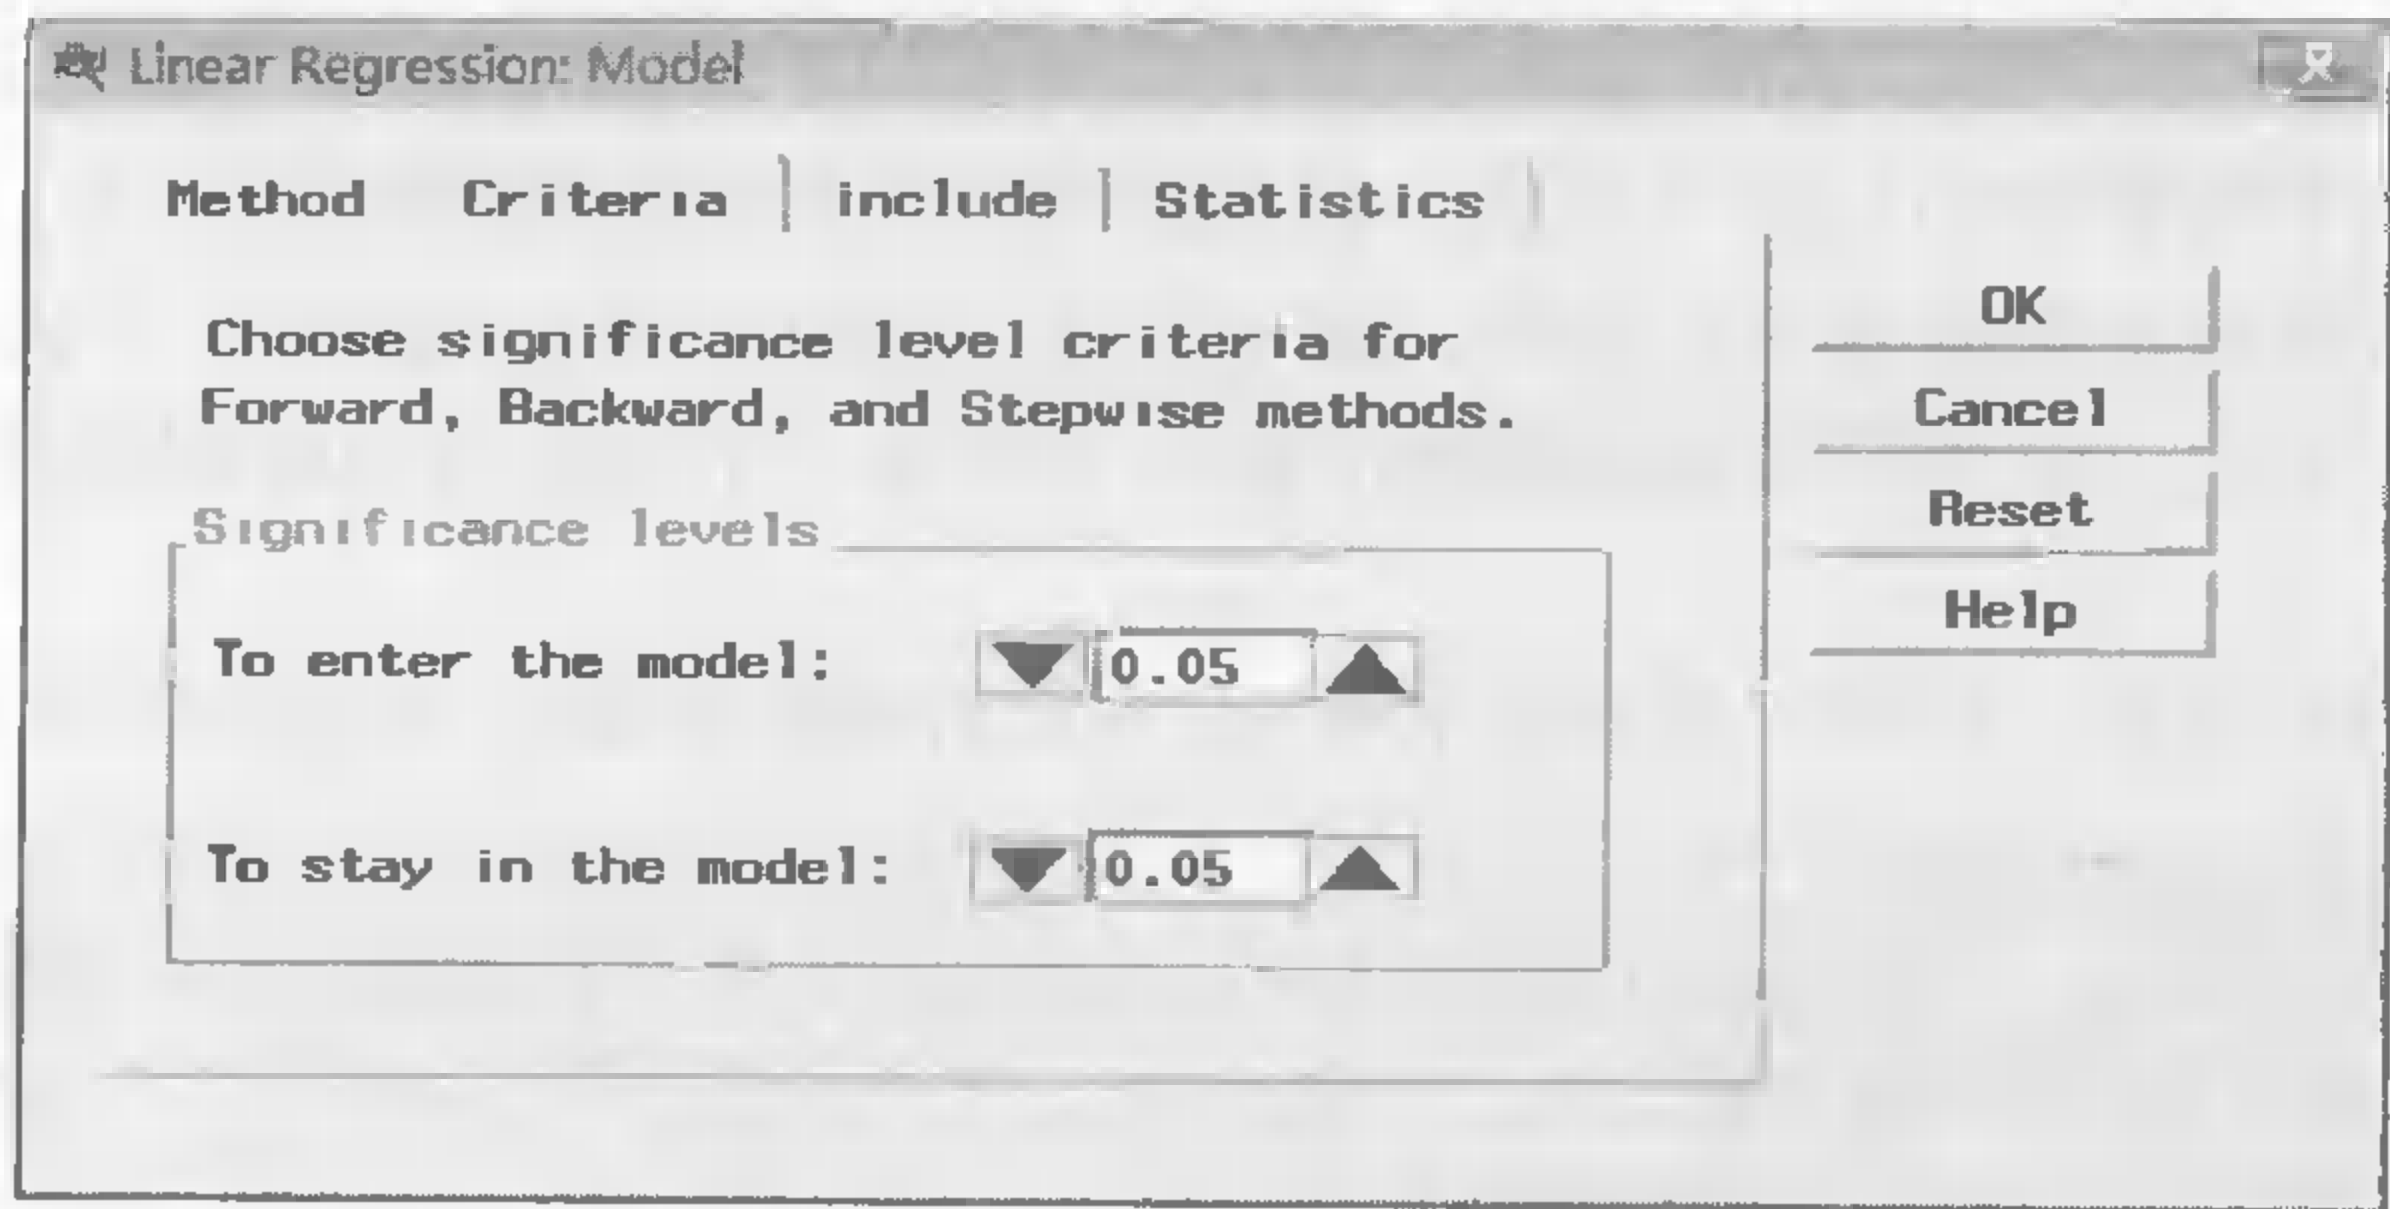 Linear Regression: Model
Method Criteria include Statistics
Choose significance level criteria for
Forward, Backward, and Stepwise methods.
Significance levels
To enter the model: 0.05
To stay in the model: 0.05
OK
Cancel
Reset
Help